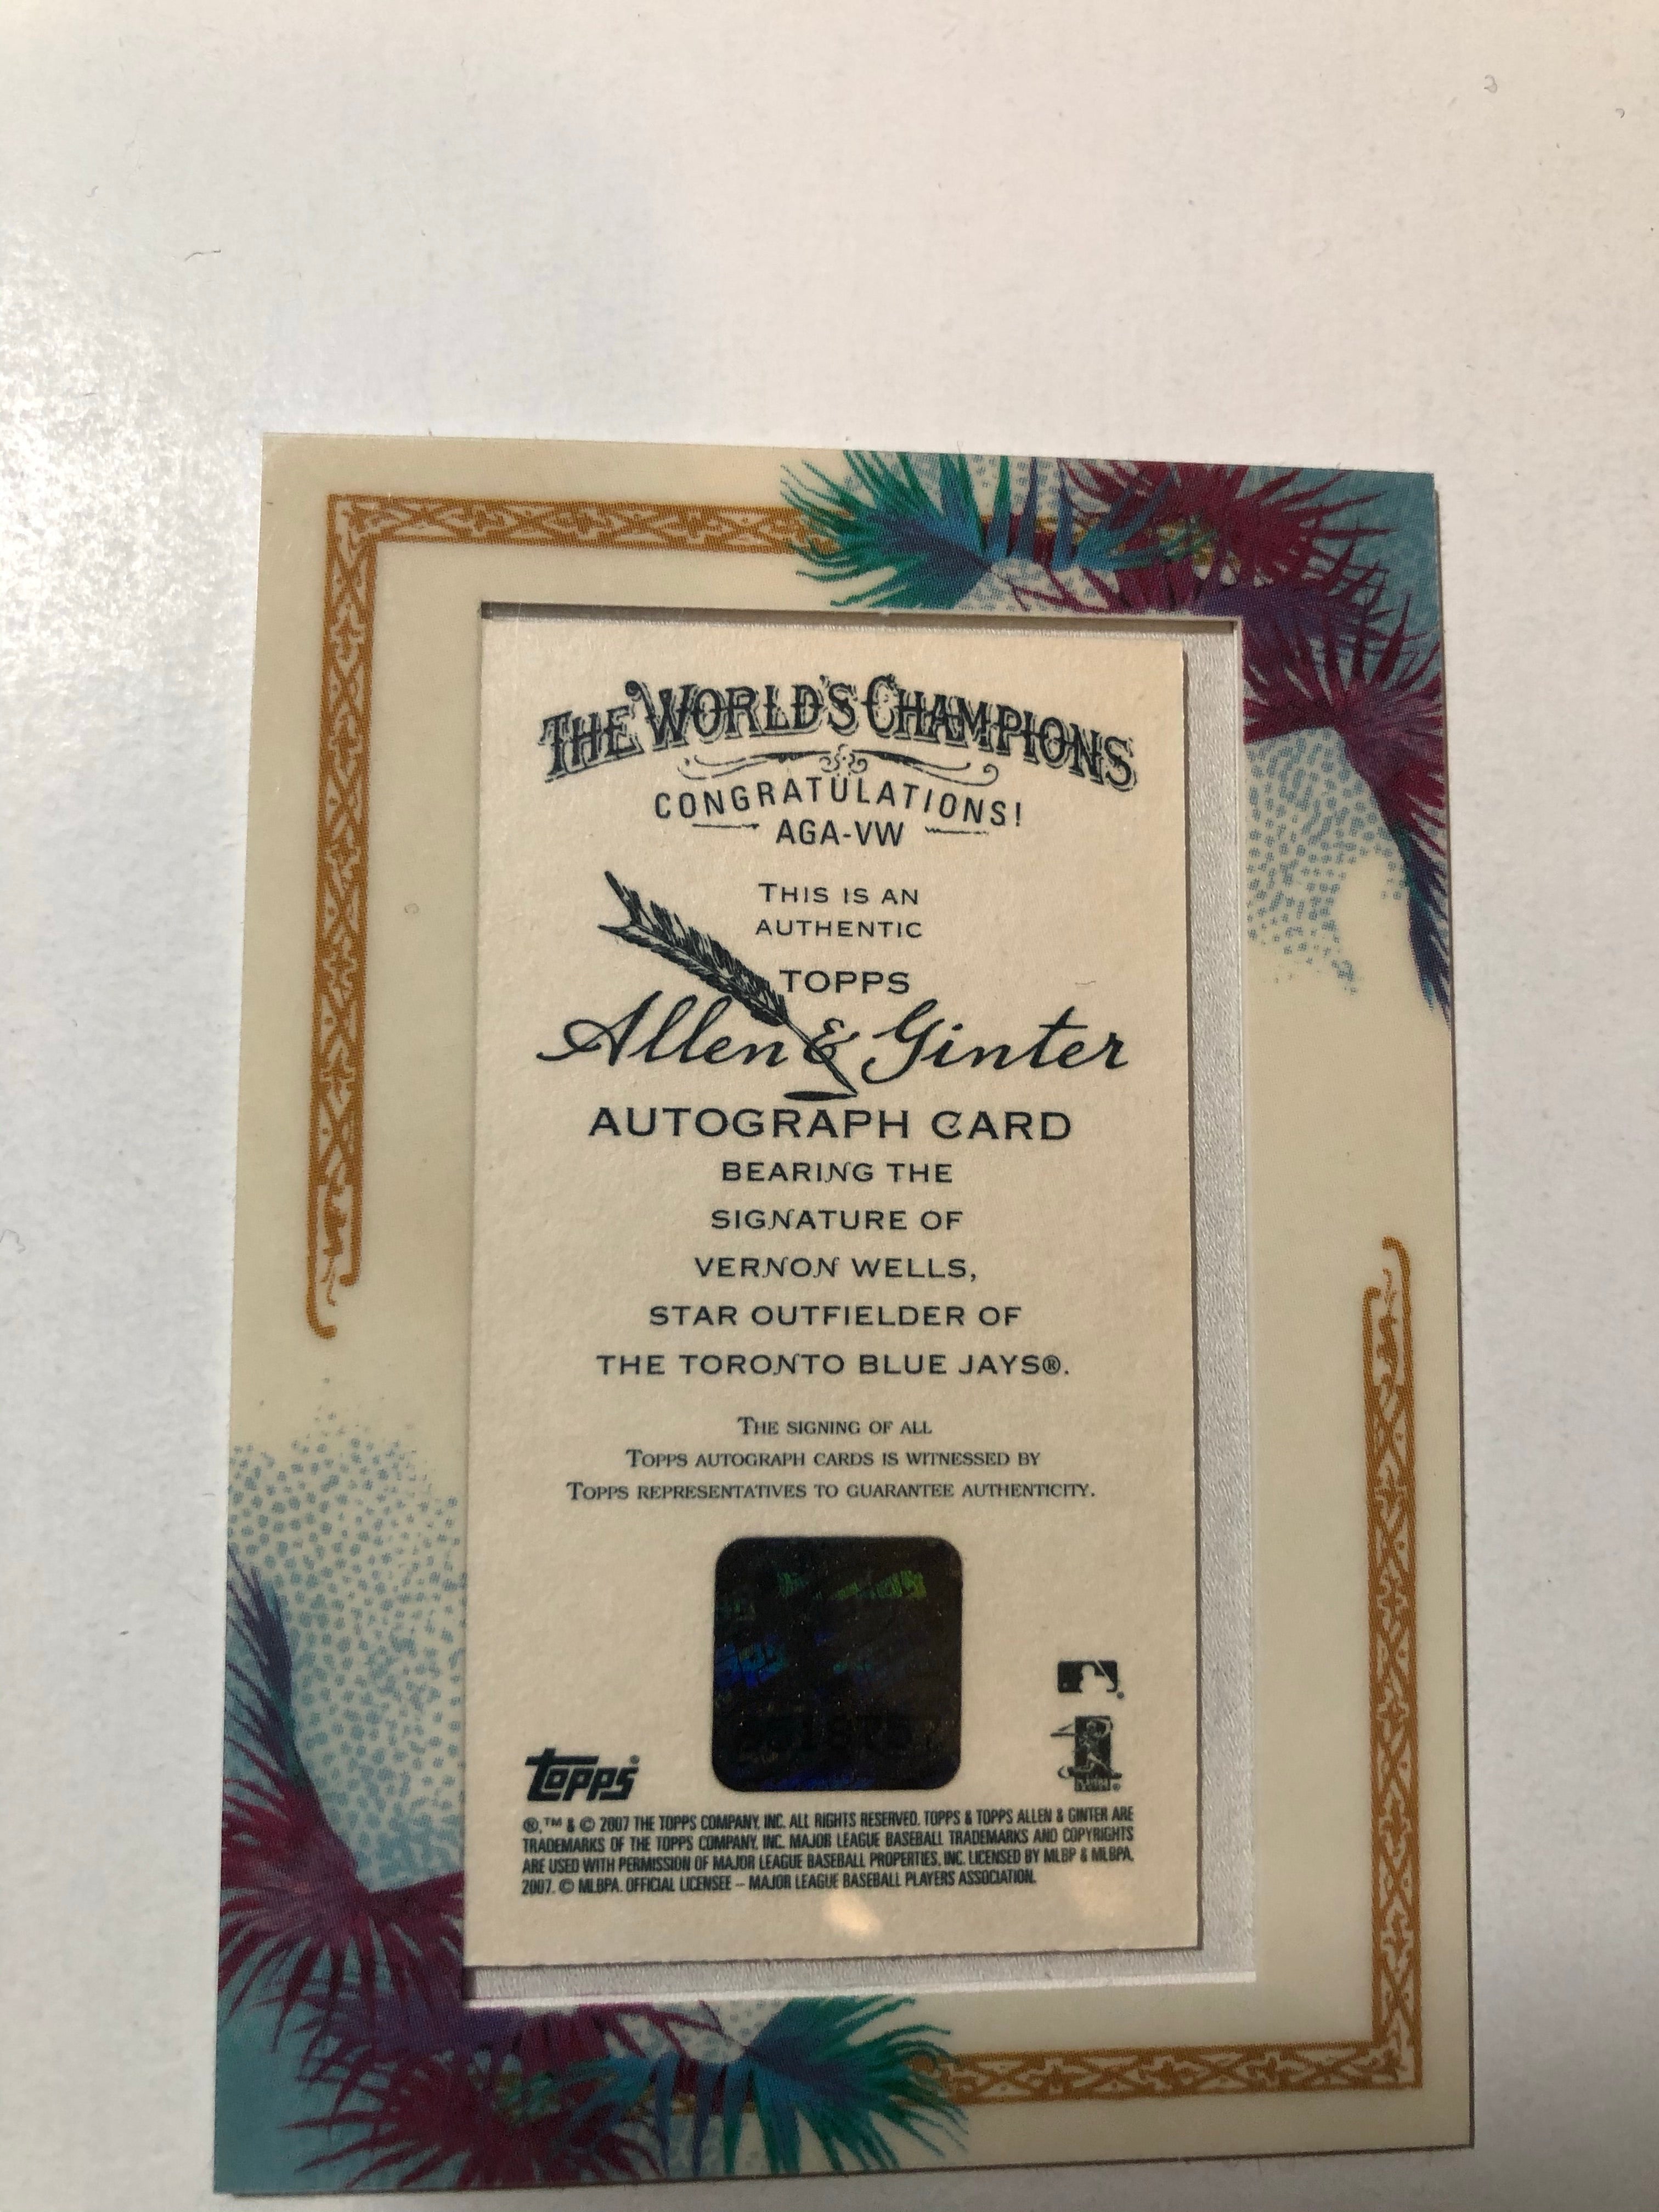 THE WORLD'S CHAMPIONS
CONGRATULATIONS!
AGA-VW
THIS IS AN
AUTHENTIC
TOPPS
Allen & Ginter
AUTOGRAPH CARD
BEARING THE
SIGNATURE OF
VERNON WELLS,
STAR OUTFIELDER OF
THE TORONTO BLUE JAYS®.
THE SIGNING OF ALL
TOPPS AUTOGRAPH CARDS IS WITNESSED BY
TOPPS REPRESENTATIVES TO GUARANTEE AUTHENTICITY.
topps®
®,™ & © 2007 THE TOPPS COMPANY, INC. ALL RIGHTS RESERVED. TOPPS & TOPPS ALLEN & GINTER ARE
TRADEMARKS OF THE TOPPS COMPANY, INC. MAJOR LEAGUE BASEBALL TRADEMARKS AND COPYRIGHTS
ARE USED WITH PERMISSION OF MAJOR LEAGUE BASEBALL PROPERTIES, INC. LICENSED BY MLBP & MLBPA,
2007. © MLBPA. OFFICIAL LICENSEE – MAJOR LEAGUE BASEBALL PLAYERS ASSOCIATION.